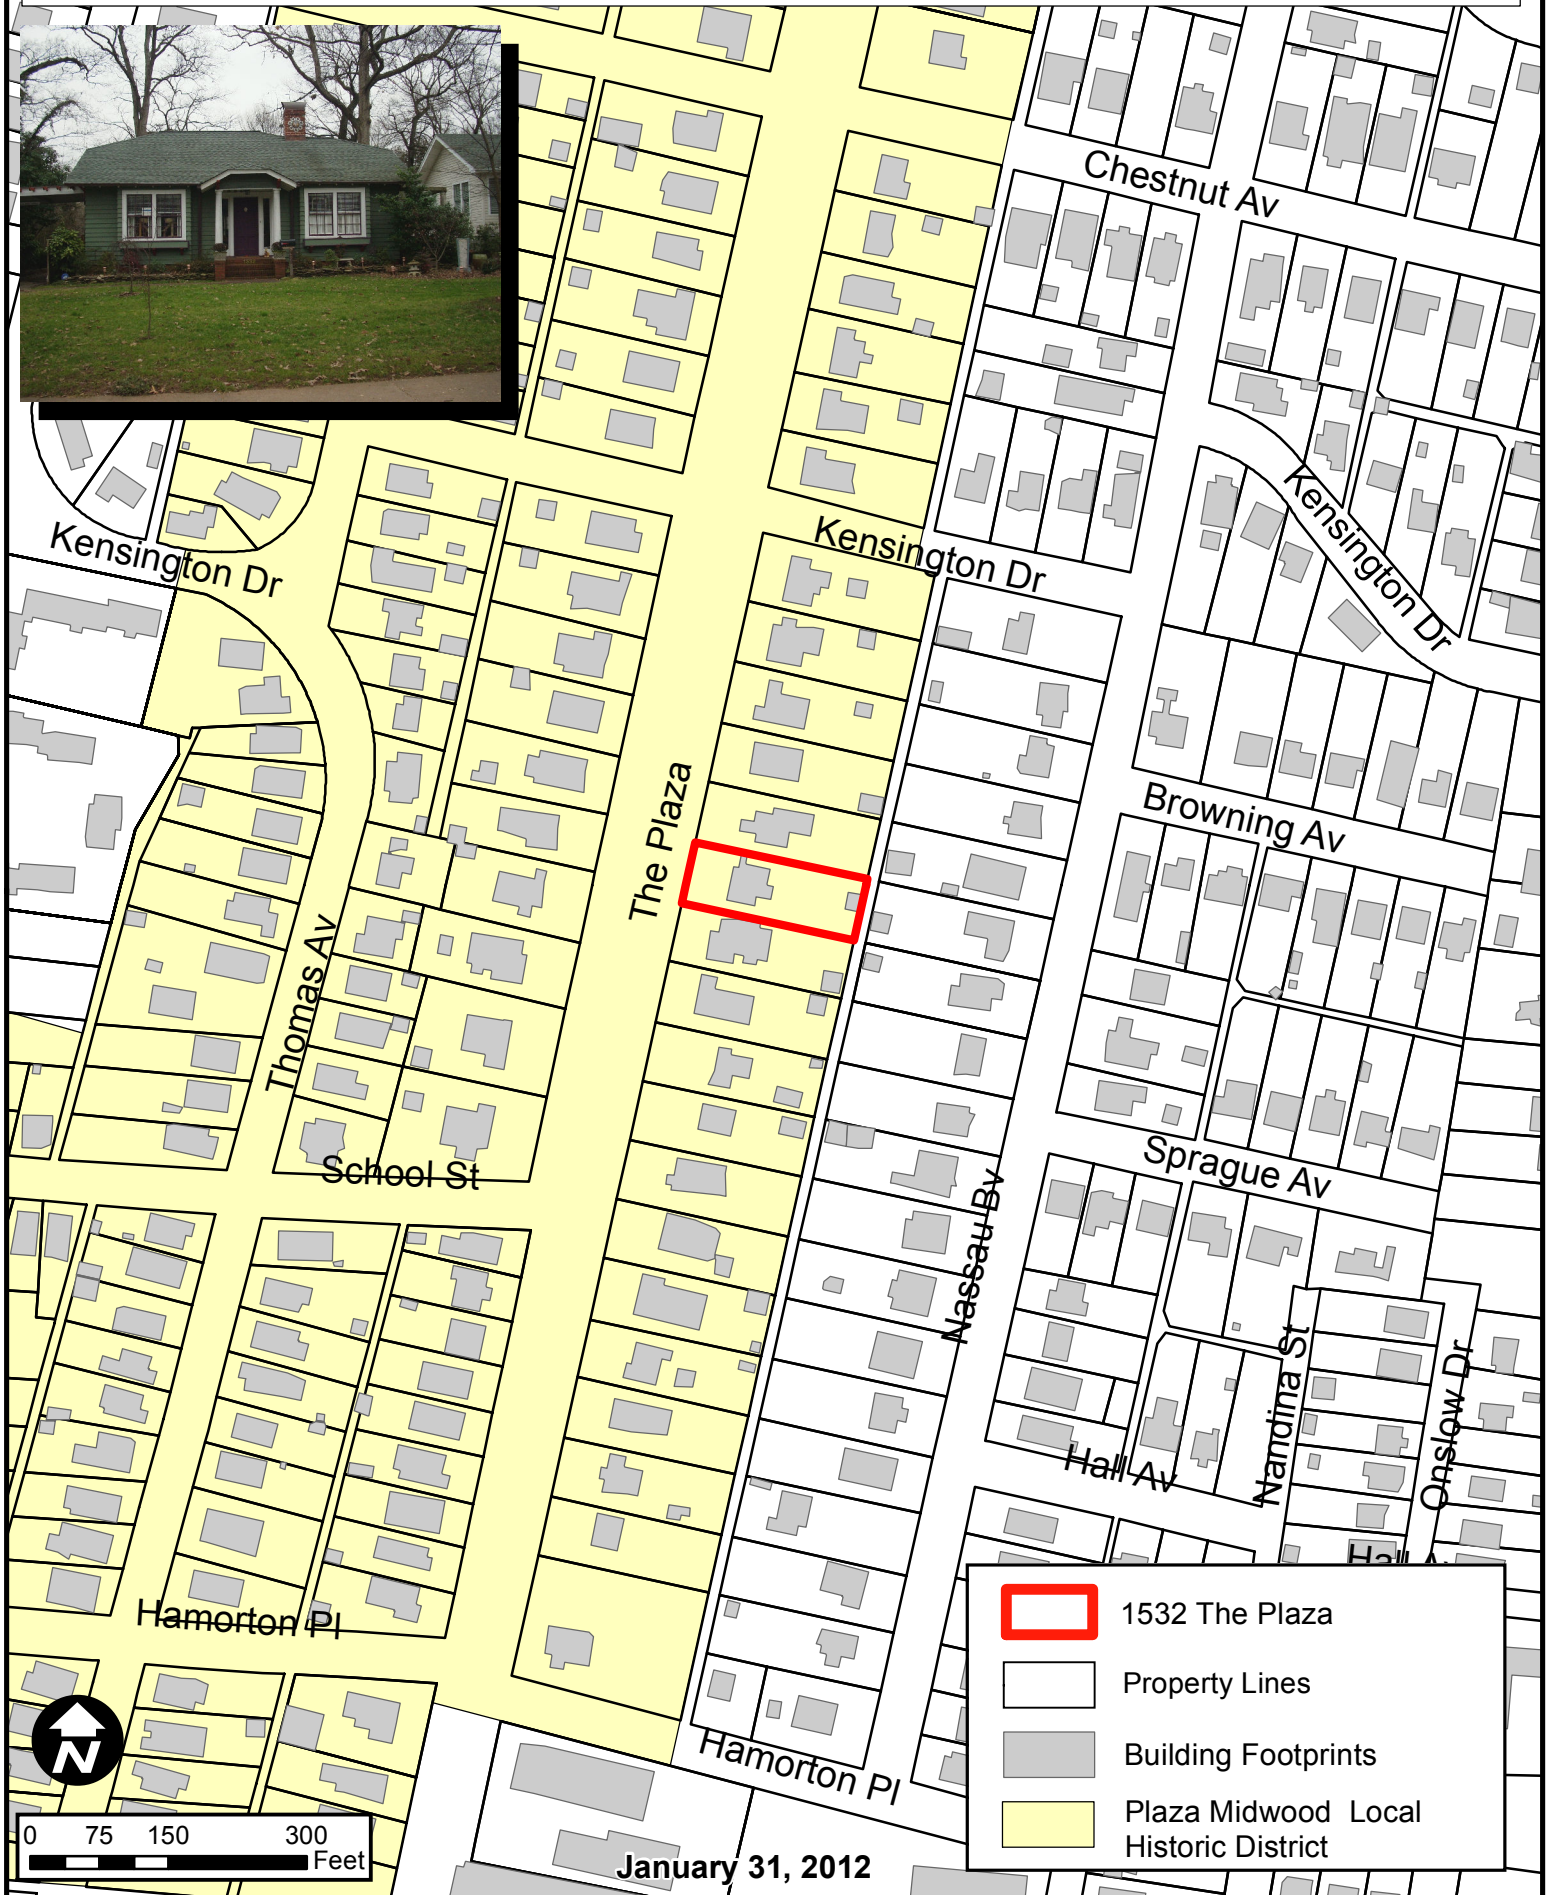 Chestnut Av
Kensington Dr
Kensington Dr
Kensington Dr
The Plaza
Browning Av
Thomas Av
School St
Sprague Av
Nassau Bv
Nandina St
Onslow Dr
Hall Av
Hall Av
Hamorton Pl
Hamorton Pl
1532 The Plaza
Property Lines
Building Footprints
Plaza Midwood Local
Historic District
N
0 75 150 300
Feet
January 31, 2012